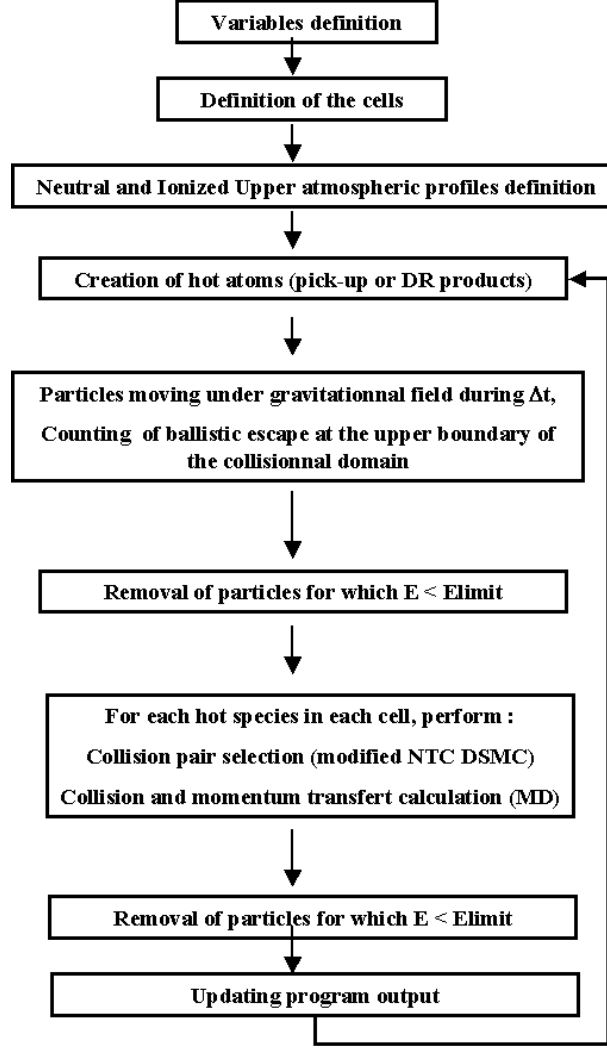 Variables definition
Definition of the cells
Neutral and Ionized Upper atmospheric profiles definition
Creation of hot atoms (pick-up or DR products)
Particles moving under gravitationnal field during Δt,
Counting of ballistic escape at the upper boundary of
the collisionnal domain
Removal of particles for which E < Elimit
For each hot species in each cell, perform :
Collision pair selection (modified NTC DSMC)
Collision and momentum transfert calculation (MD)
Removal of particles for which E < Elimit
Updating program output